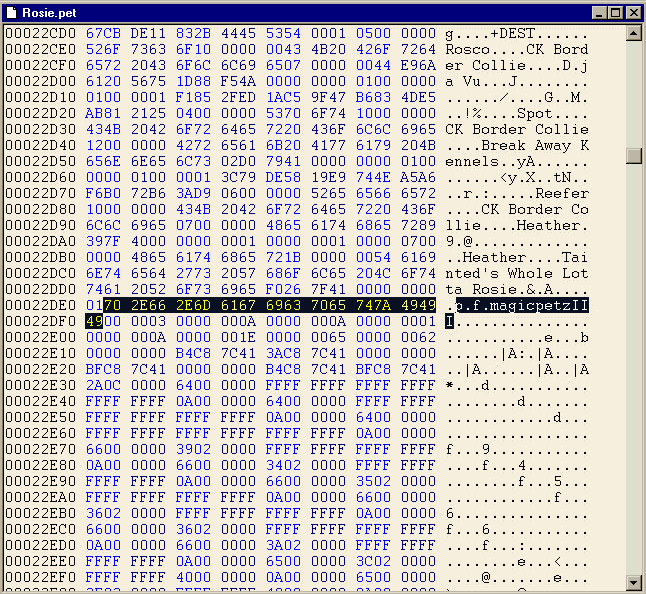 Rosie.pet
00022CD0 67CB DE11 832B 4445 5354 0001 0500 0000 g....+DEST......
00022CE0 526F 7363 6F10 0000 0043 4B20 426F 7264 Rosco....CK Bord
00022CF0 6572 2043 6F6C 6C69 6507 0000 0044 E96A er Collie....D.j
00022D00 6120 5675 1D88 F54A 0000 0000 0100 0000 a Vu...J........
00022D10 0100 0001 F185 2FED 1AC5 9F47 B683 4DE5 ....../....G..M.
00022D20 AB81 2125 0400 0000 5370 6F74 1000 0000 ..!%....Spot....
00022D30 434B 2042 6F72 6465 7220 436F 6C6C 6965 CK Border Collie
00022D40 1200 0000 4272 6561 6B20 4177 6179 204B ....Break Away K
00022D50 656E 6E65 6C73 02D0 7941 0000 0000 0100 ennels..yA......
00022D60 0000 0100 0001 3C79 DE58 19E9 744E A5A6 ......<y.X..tN..
00022D70 F6B0 72B6 3AD9 0600 0000 5265 6566 6572 ..r.:.....Reefer
00022D80 1000 0000 434B 2042 6F72 6465 7220 436F ....CK Border Co
00022D90 6C6C 6965 0700 0000 4865 6174 6865 7289 llie....Heather.
00022DA0 397F 4000 0000 0001 0000 0001 0000 0700 9.@.............
00022DB0 0000 4865 6174 6865 721B 0000 0054 6169 ..Heather....Tai
00022DC0 6E74 6564 2773 2057 686F 6C65 204C 6F74 nted's Whole Lot
00022DD0 7461 2052 6F73 6965 F026 7F41 0000 0000 ta Rosie.&.A....
00022DE0 0170 2E66 2E6D 6167 6963 7065 747A 4949 .p.f.magicpetzII
00022DF0 4900 0003 0000 000A 0000 000A 0000 0001 I...............
00022E00 0000 000A 0000 001E 0000 0065 0000 0062 ...........e...b
00022E10 0000 0000 B4C8 7C41 3AC8 7C41 0000 0000 ......|A:.|A....
00022E20 BFC8 7C41 0000 0000 B4C8 7C41 BFC8 7C41 ..|A......|A..|A
00022E30 2A0C 0000 6400 0000 FFFF FFFF FFFF FFFF *...d...........
00022E40 FFFF FFFF 0A00 0000 6400 0000 FFFF FFFF ........d.......
00022E50 FFFF FFFF FFFF FFFF 0A00 0000 6400 0000 ............d...
00022E60 FFFF FFFF FFFF FFFF FFFF FFFF 0A00 0000 ................
00022E70 6600 0000 3902 0000 FFFF FFFF FFFF FFFF f...9...........
00022E80 0A00 0000 6600 0000 3402 0000 FFFF FFFF ....f...4.......
00022E90 FFFF FFFF 0A00 0000 6600 0000 3502 0000 ........f...5...
00022EA0 FFFF FFFF FFFF FFFF 0A00 0000 6600 0000 ............f...
00022EB0 3602 0000 FFFF FFFF FFFF FFFF 0A00 0000 6...............
00022EC0 6600 0000 3602 0000 FFFF FFFF FFFF FFFF f...6...........
00022ED0 0A00 0000 6600 0000 3A02 0000 FFFF FFFF ....f...:.......
00022EE0 FFFF FFFF 0A00 0000 6500 0000 3C02 0000 ........e...<...
00022EF0 FFFF FFFF 4000 0000 0A00 0000 6500 0000 ....@.......e...